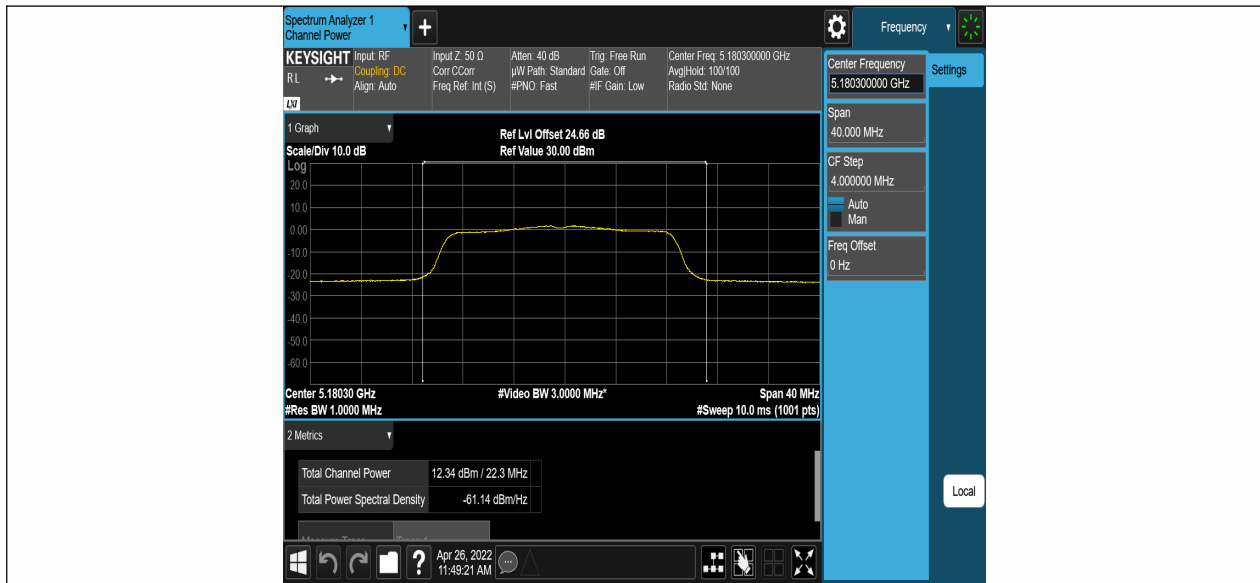 Spectrum Analyzer 1
Channel Power
+
Frequency
KEYSIGHT
RL
LXI
Input: RF
Coupling: DC
Align: Auto
Input Z: 50 Ω
Corr CCorr
Freq Ref: Int (S)
Atten: 40 dB
µW Path: Standard
#PNO: Fast
Trig: Free Run
Gate: Off
#IF Gain: Low
Center Freq: 5.180300000 GHz
Avg|Hold: 100/100
Radio Std: None
Center Frequency
5.180300000 GHz
Settings
Span
40.000 MHz
CF Step
4.000000 MHz
Auto
Man
Freq Offset
0 Hz
Local
1 Graph
Scale/Div 10.0 dB
Ref Lvl Offset 24.66 dB
Ref Value 30.00 dBm
Log
20.0
10.0
0.00
-10.0
-20.0
-30.0
-40.0
-50.0
-60.0
Center 5.18030 GHz
#Video BW 3.0000 MHz*
Span 40 MHz
#Res BW 1.0000 MHz
#Sweep 10.0 ms (1001 pts)
2 Metrics
Total Channel Power 12.34 dBm / 22.3 MHz
Total Power Spectral Density -61.14 dBm/Hz
?
Apr 26, 2022
11:49:21 AM